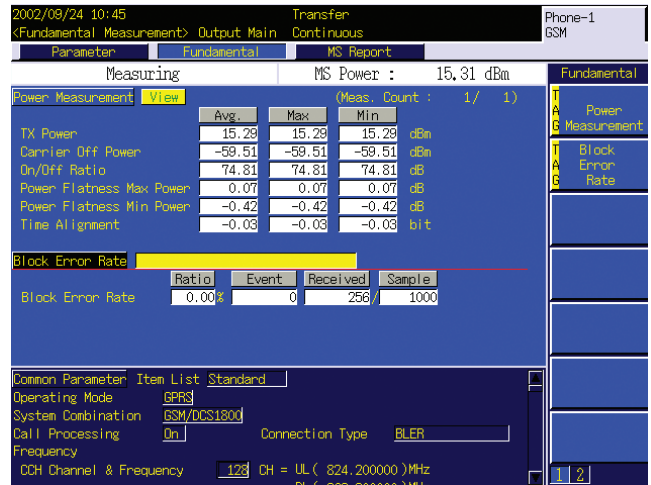 2002/09/24 10:45 Transfer Phone-1
<Fundamental Measurement> Output Main Continuous GSM
Parameter Fundamental MS Report
Measuring MS Power : 15.31 dBm Fundamental
Power Measurement View (Meas. Count : 1/ 1)
Avg. Max Min
TX Power 15.29 15.29 15.29 dBm
Carrier Off Power -59.51 -59.51 -59.51 dBm
On/Off Ratio 74.81 74.81 74.81 dB
Power Flatness Max Power 0.07 0.07 0.07 dB
Power Flatness Min Power -0.42 -0.42 -0.42 dB
Time Alignment -0.03 -0.03 -0.03 bit
TAG Power Measurement
TAG Block Error Rate
Block Error Rate
Ratio Event Received Sample
Block Error Rate 0.00% 0 256/ 1000
Common Parameter Item List Standard
Operating Mode GPRS
System Combination GSM/DCS1800
Call Processing On Connection Type BLER
Frequency
CCH Channel & Frequency 128 CH = UL( 824.200000)MHz
1 2